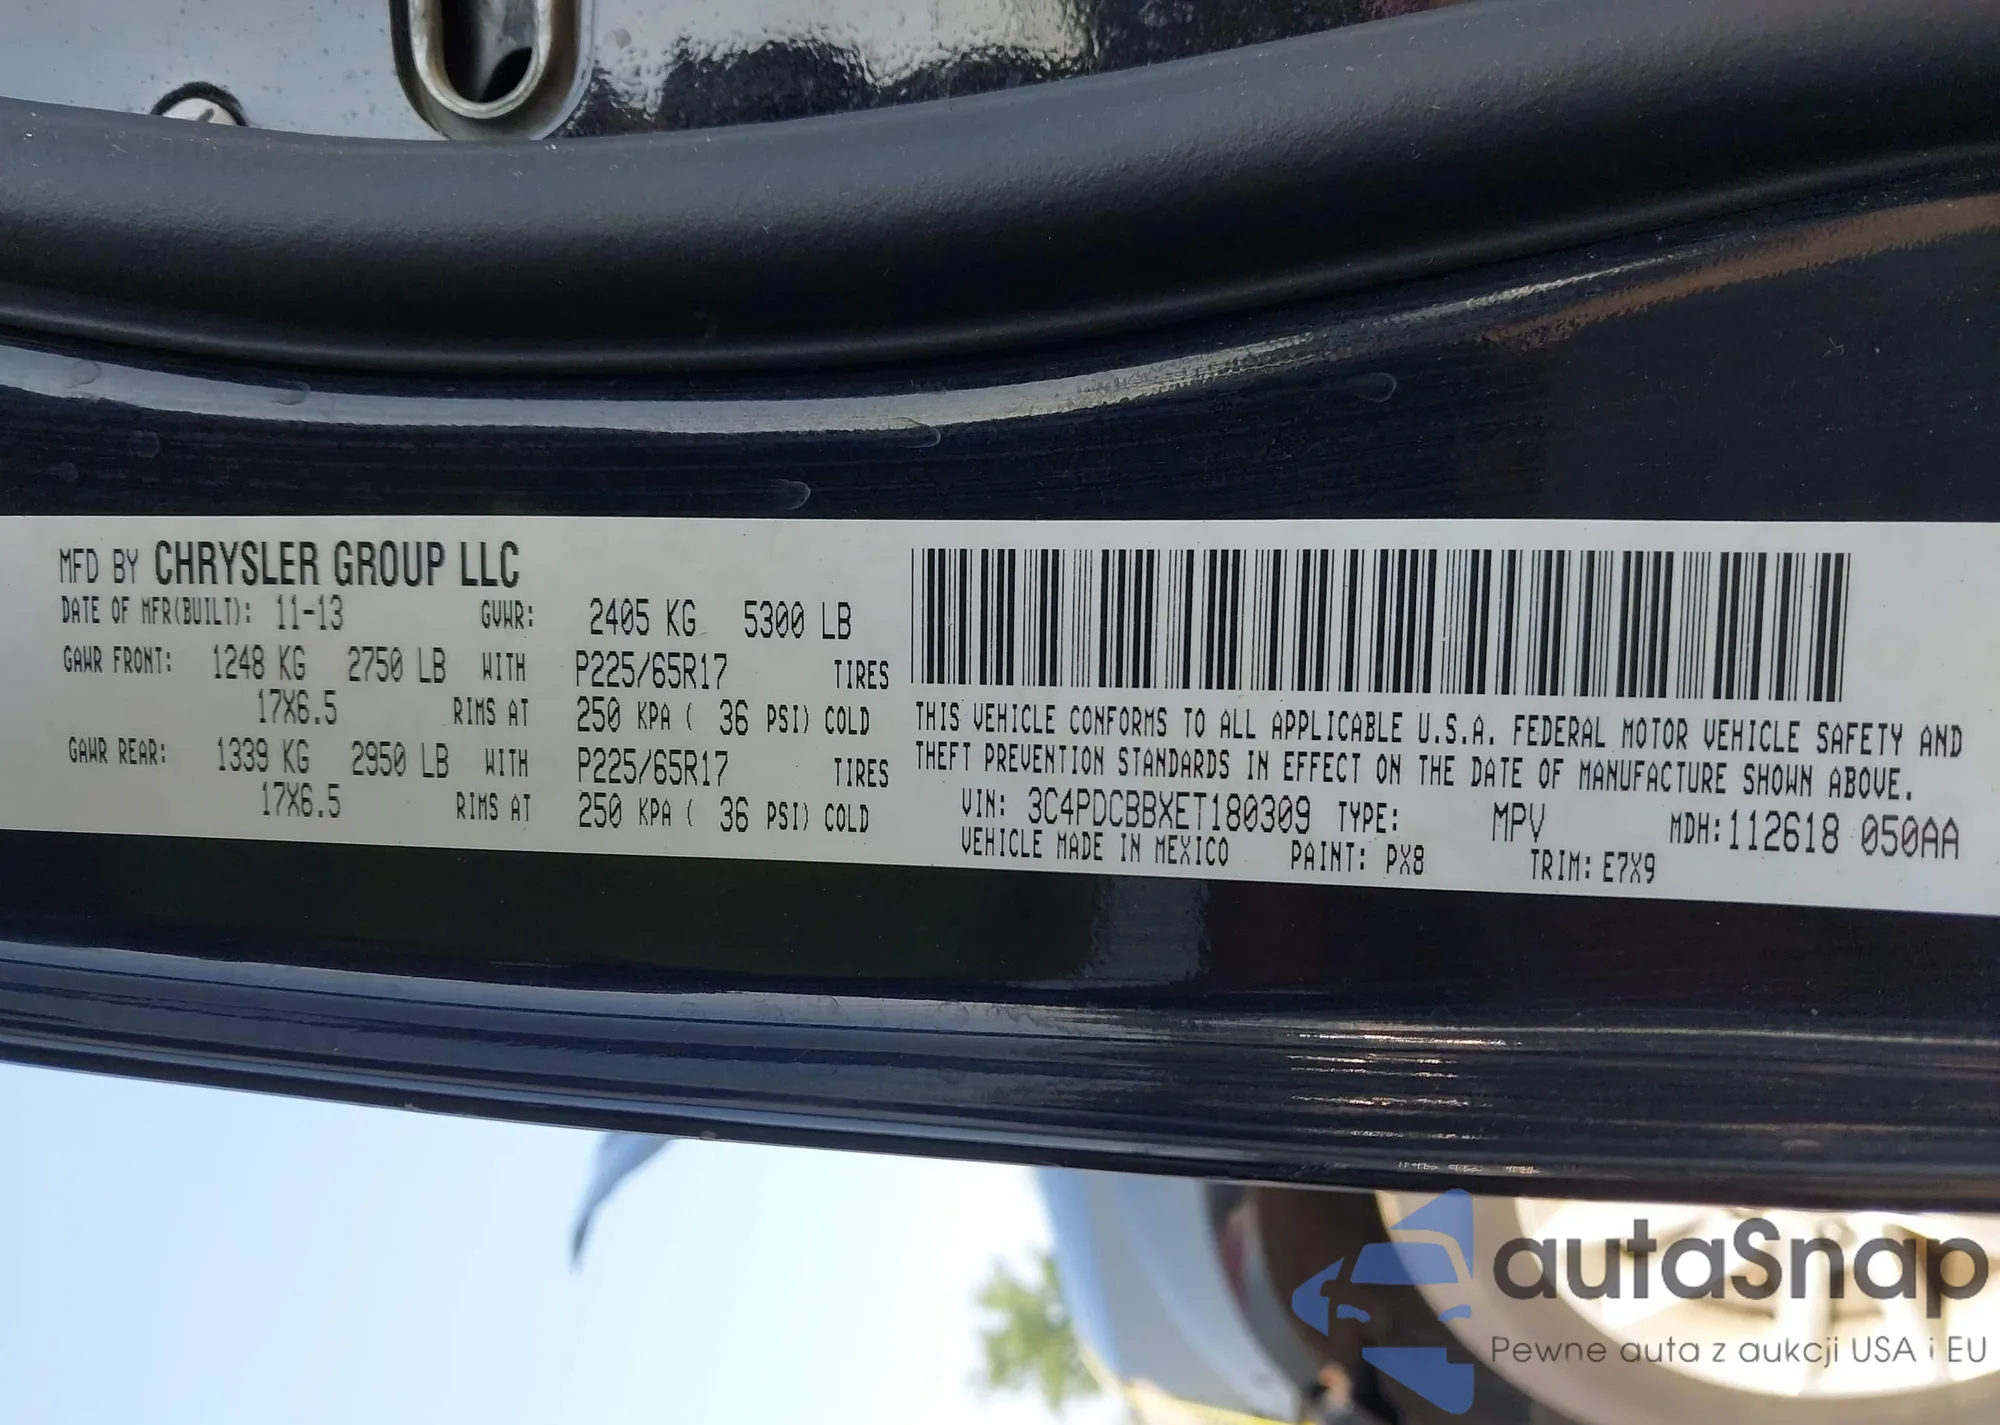 MFD BY CHRYSLER GROUP LLC
DATE OF MFR(BUILT): 11-13 GVWR: 2405 KG 5300 LB
GAWR FRONT: 1248 KG 2750 LB WITH P225/65R17 TIRES
17X6.5 RIMS AT 250 KPA ( 36 PSI) COLD
GAWR REAR: 1339 KG 2950 LB WITH P225/65R17 TIRES
17X6.5 RIMS AT 250 KPA ( 36 PSI) COLD
THIS VEHICLE CONFORMS TO ALL APPLICABLE U.S.A. FEDERAL MOTOR VEHICLE SAFETY AND
THEFT PREVENTION STANDARDS IN EFFECT ON THE DATE OF MANUFACTURE SHOWN ABOVE.
VIN: 3C4PDCBBXET180309 TYPE: MPV MDH:112618 050AA
VEHICLE MADE IN MEXICO PAINT: PX8 TRIM: E7X9
autaSnap
Pewne auta z aukcji USA i EU